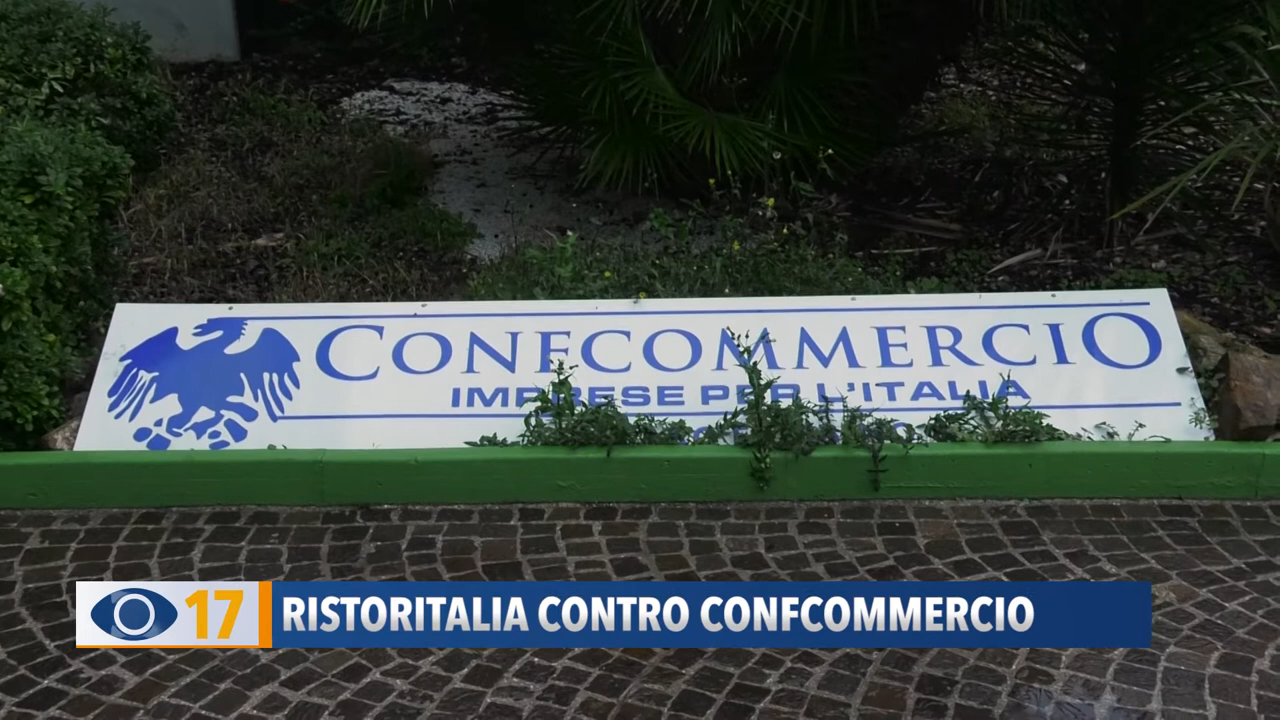 CONFCOMMERCIO
IMPRESE PER L'ITALIA
17 RISTORITALIA CONTRO CONFCOMMERCIO